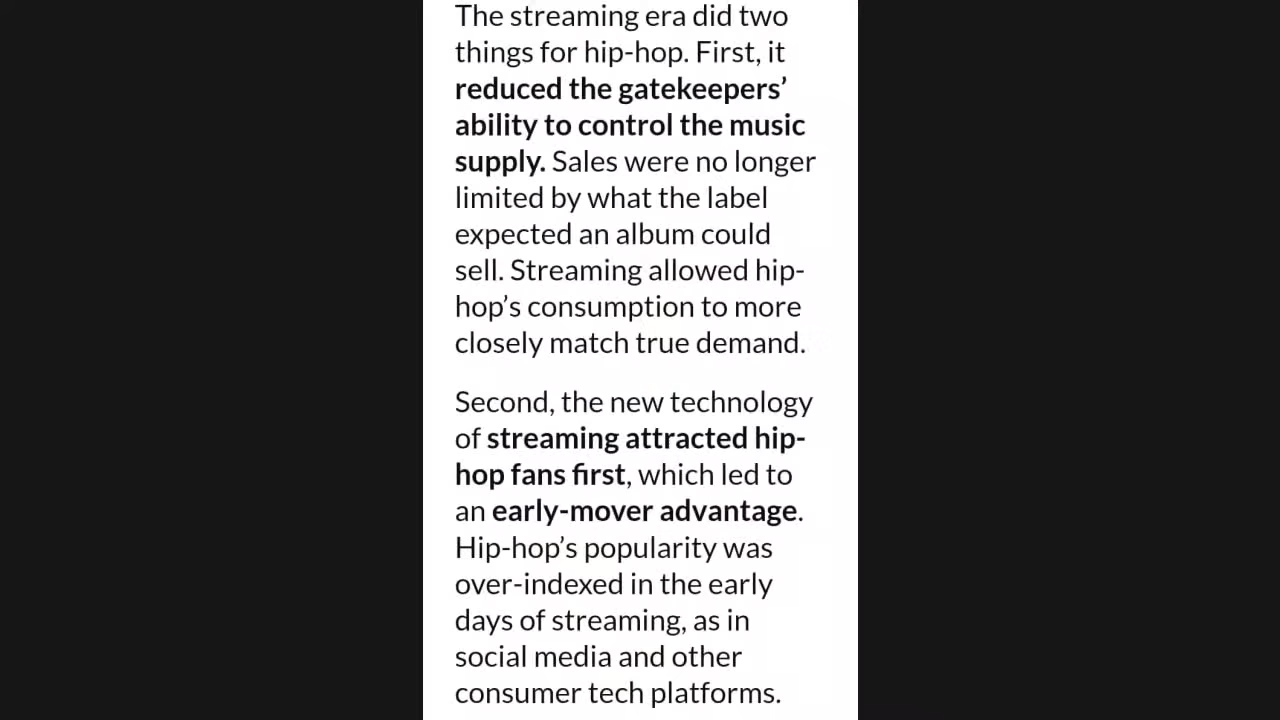 The streaming era did two
things for hip-hop. First, it
reduced the gatekeepers’
ability to control the music
supply. Sales were no longer
limited by what the label
expected an album could
sell. Streaming allowed hip-
hop’s consumption to more
closely match true demand.
Second, the new technology
of streaming attracted hip-
hop fans first, which led to
an early-mover advantage.
Hip-hop’s popularity was
over-indexed in the early
days of streaming, as in
social media and other
consumer tech platforms.